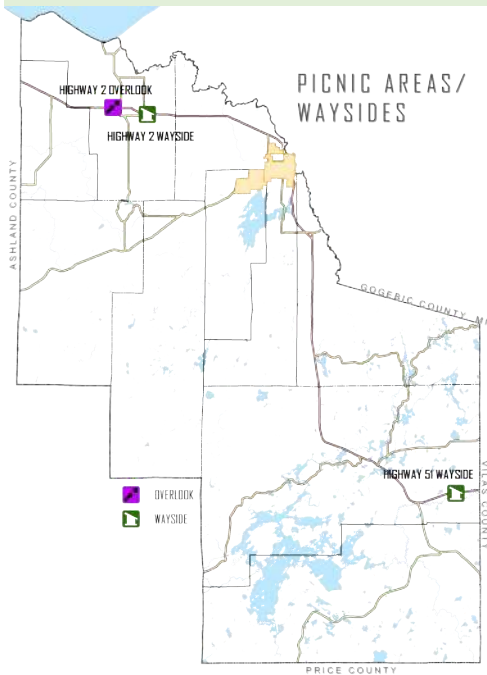 PICNIC AREAS/
WAYSIDES
HIGHWAY 2 OVERLOOK
HIGHWAY 2 WAYSIDE
ASHLAND COUNTY
GOGEBIC COUNTY, MI
HIGHWAY 51 WAYSIDE
VILAS COUNTY
OVERLOOK
WAYSIDE
PRICE COUNTY